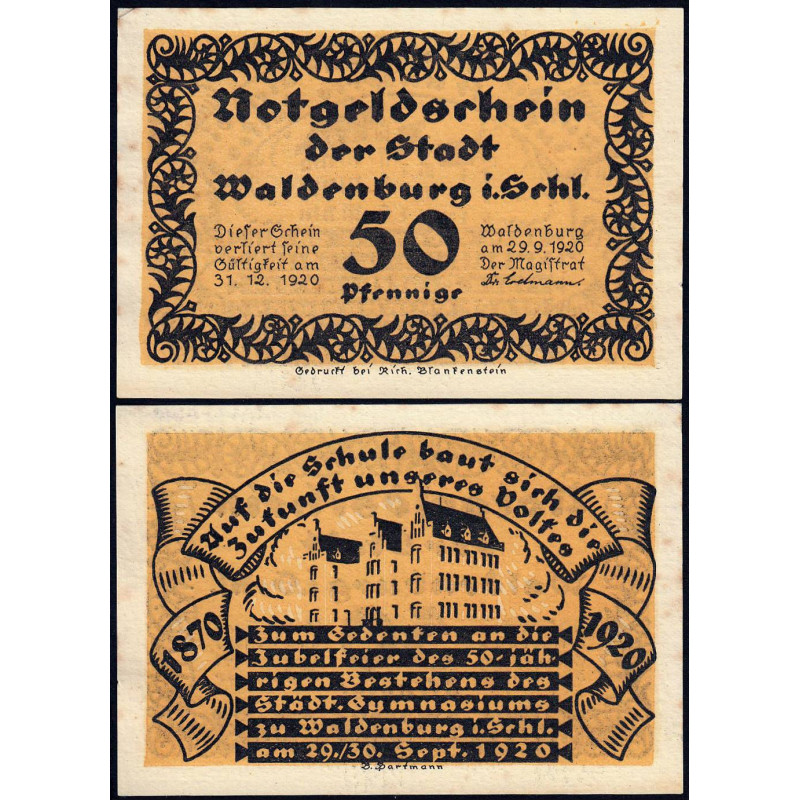 Notgeldschein
der Stadt
Waldenburg i. Schl.
Dieser Schein
verliert seine
Gültigkeit am
31. 12. 1920
50
Pfennige
Waldenburg
am 29. 9. 1920
Der Magistrat
Gedruckt bei Rich. Blankenstein
Auf die Schule baut sich die
Zukunft unseres Volkes
1870
1920
Zum Gedenken an die
Jubelfeier des 50-jäh
rigen Bestehens des
Städt. Gymnasiums
zu Waldenburg i. Schl.
am 29./30. Sept. 1920
B. Hartmann